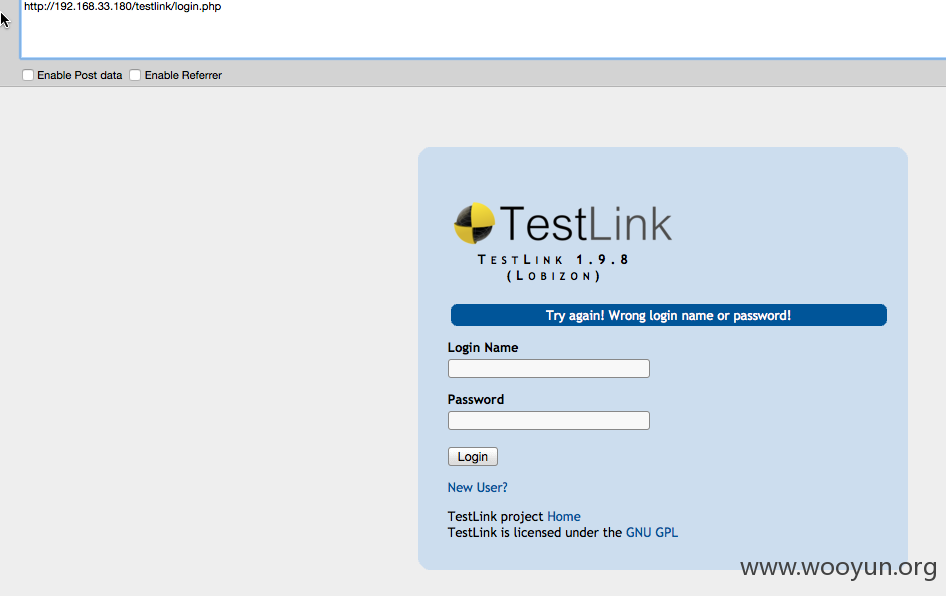 http://192.168.33.180/testlink/login.php
Enable Post data Enable Referrer
TestLink
TestLink 1.9.8
(Lobizon)
Try again! Wrong login name or password!
Login Name
Password
Login
New User?
TestLink project Home
TestLink is licensed under the GNU GPL
www.wooyun.org